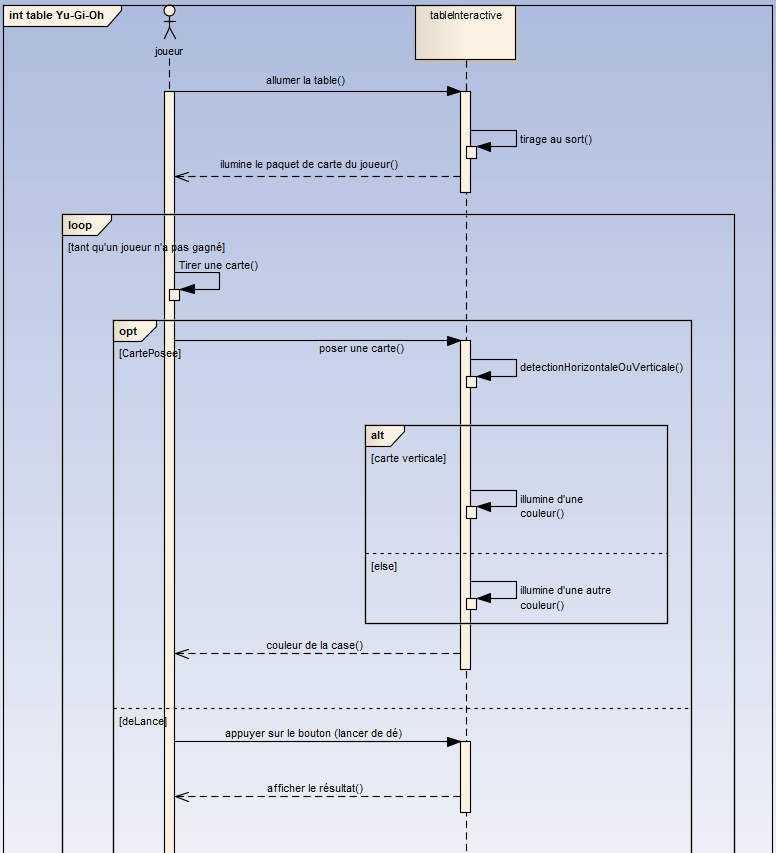 int table Yu-Gi-Oh
tableInteractive
joueur
allumer la table()
tirage au sort()
ilumine le paquet de carte du joueur()
loop
[tant qu'un joueur n'a pas gagné]
Tirer une carte()
opt
[CartePosee]
poser une carte()
detectionHorizontaleOuVerticale()
alt
[carte verticale]
illumine d'une
couleur()
[else]
illumine d'une autre
couleur()
couleur de la case()
[deLance]
appuyer sur le bouton (lancer de dé)
afficher le résultat()